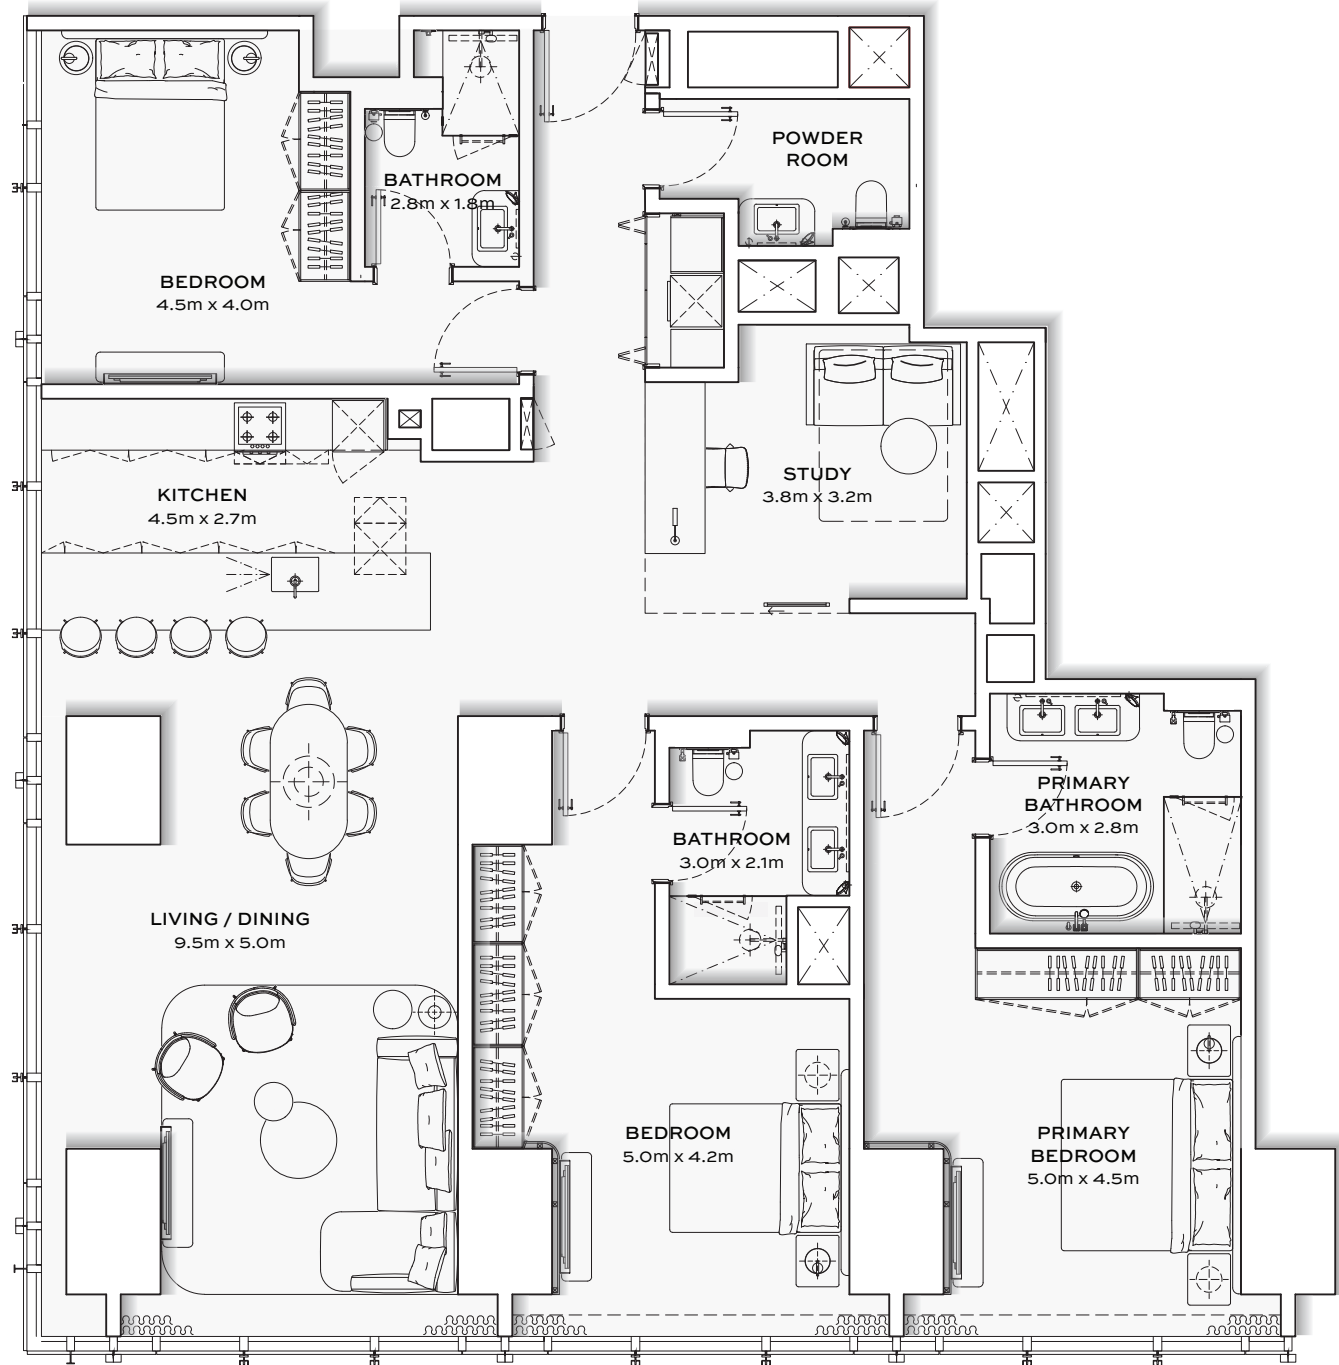 POWDER
ROOM
BATHROOM
2.8m x 1.8m
BEDROOM
4.5m x 4.0m
STUDY
3.8m x 3.2m
KITCHEN
4.5m x 2.7m
PRIMARY
BATHROOM
3.0m x 2.8m
BATHROOM
3.0m x 2.1m
LIVING / DINING
9.5m x 5.0m
BEDROOM
5.0m x 4.2m
PRIMARY
BEDROOM
5.0m x 4.5m